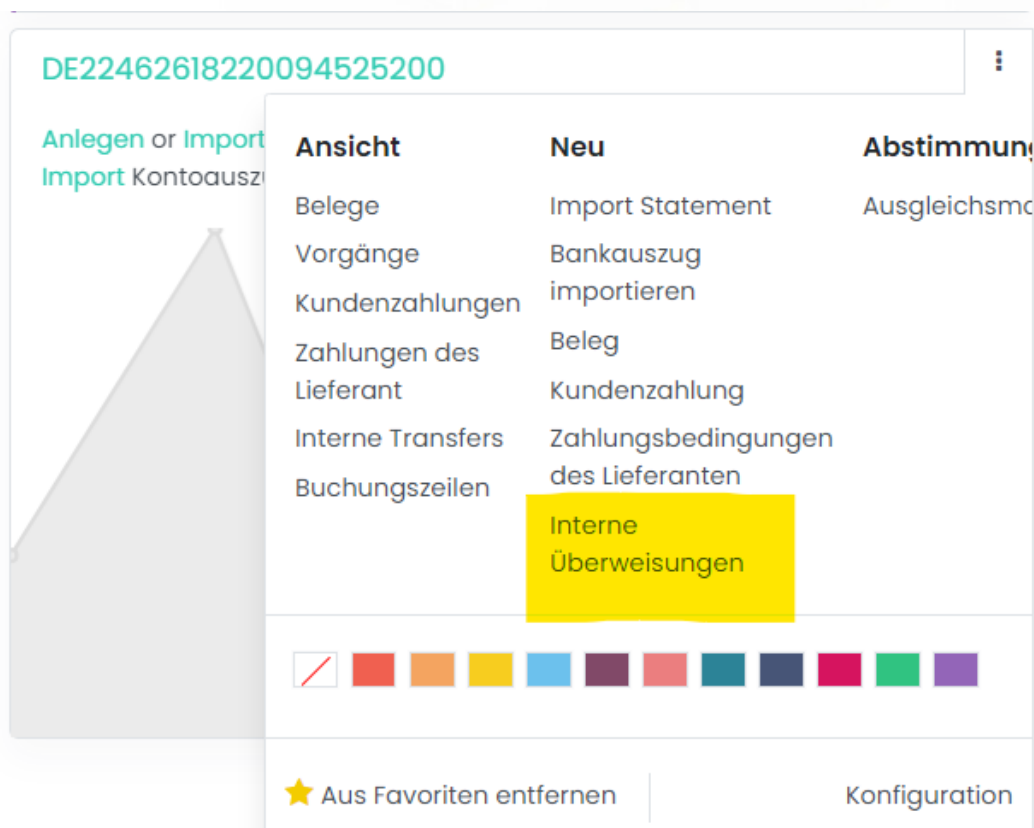 DE22462618220094525200
Anlegen or Import
Import Kontoauszu
Ansicht
Belege
Vorgänge
Kundenzahlungen
Zahlungen des
Lieferant
Interne Transfers
Buchungszeilen
Neu
Import Statement
Bankauszug
importieren
Beleg
Kundenzahlung
Zahlungsbedingungen
des Lieferanten
Interne
Überweisungen
Abstimmung
Ausgleichsmo
Aus Favoriten entfernen
Konfiguration